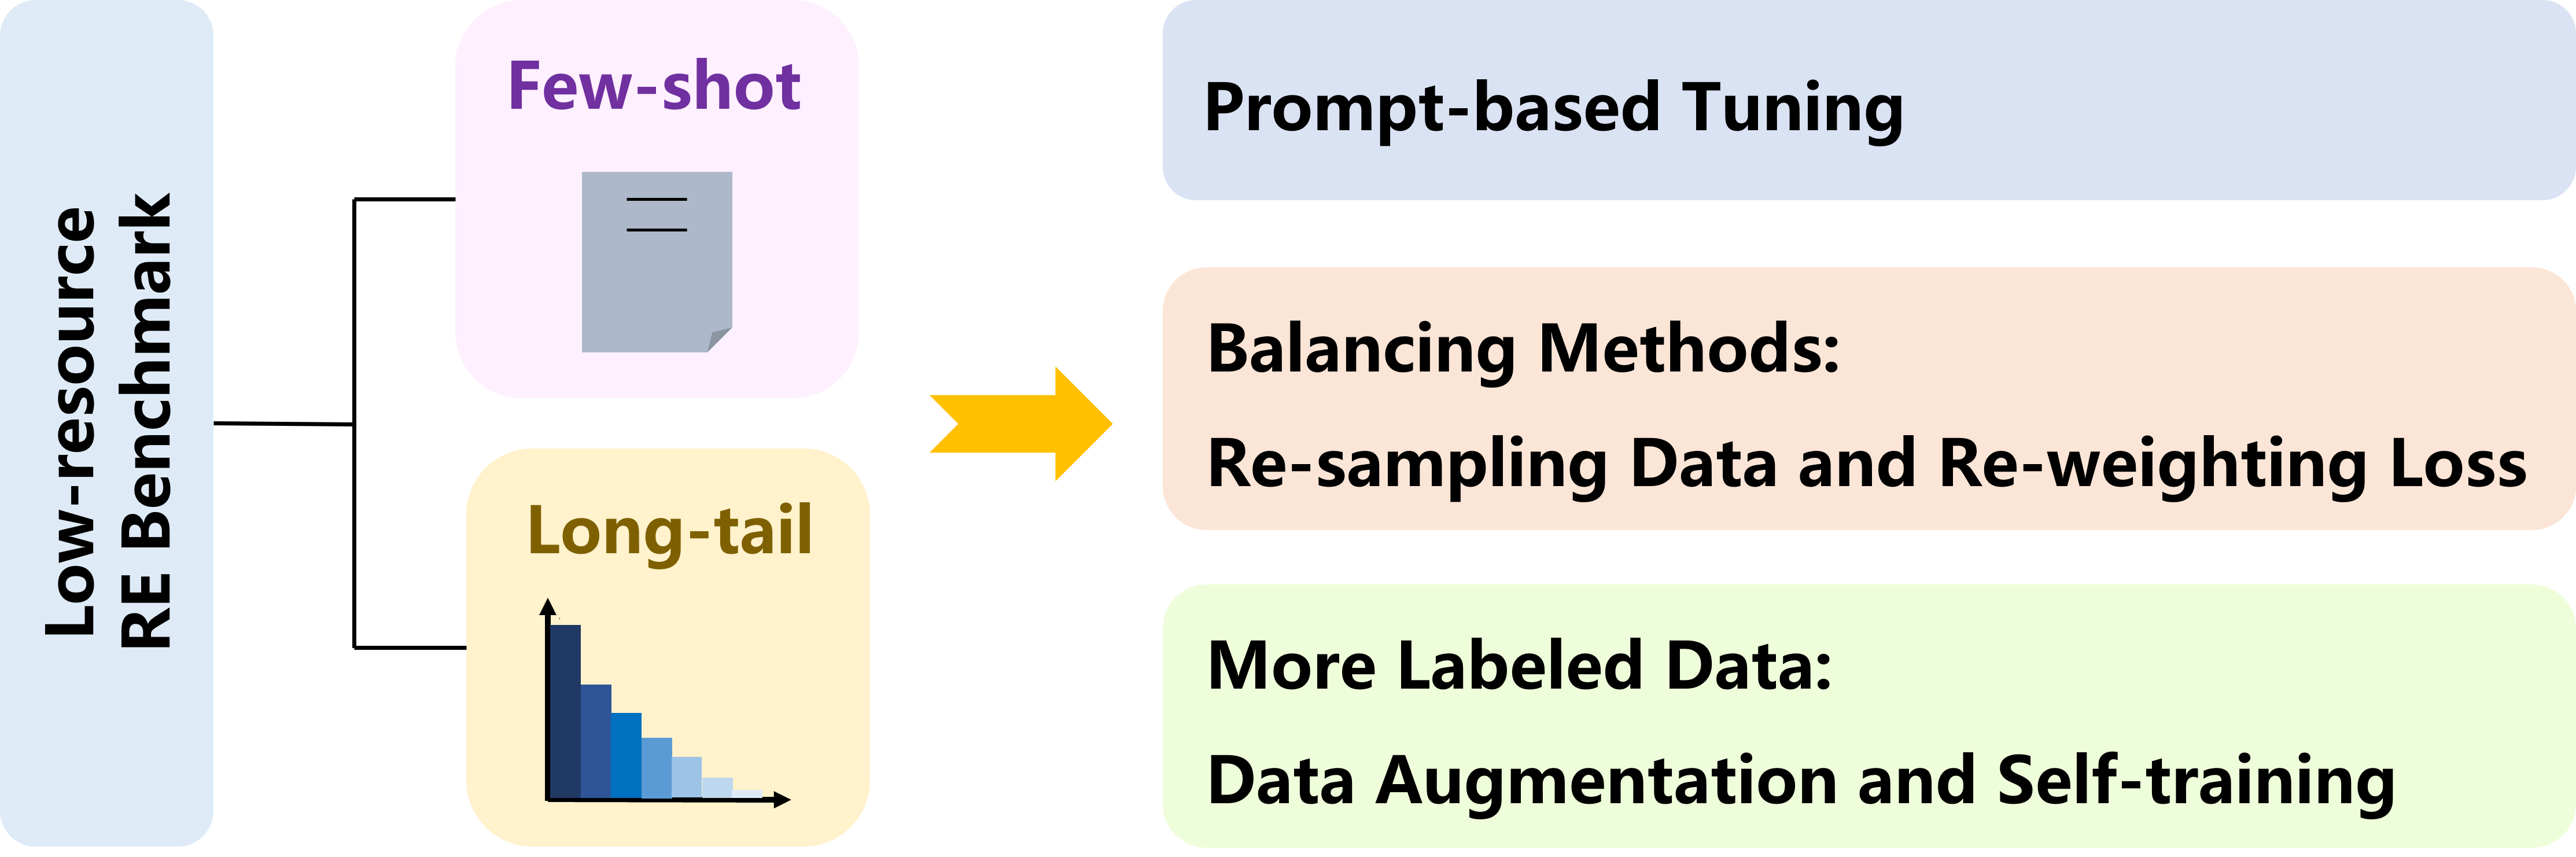 Low-resource
RE Benchmark
Few-shot
Long-tail
Prompt-based Tuning
Balancing Methods:
Re-sampling Data and Re-weighting Loss
More Labeled Data:
Data Augmentation and Self-training